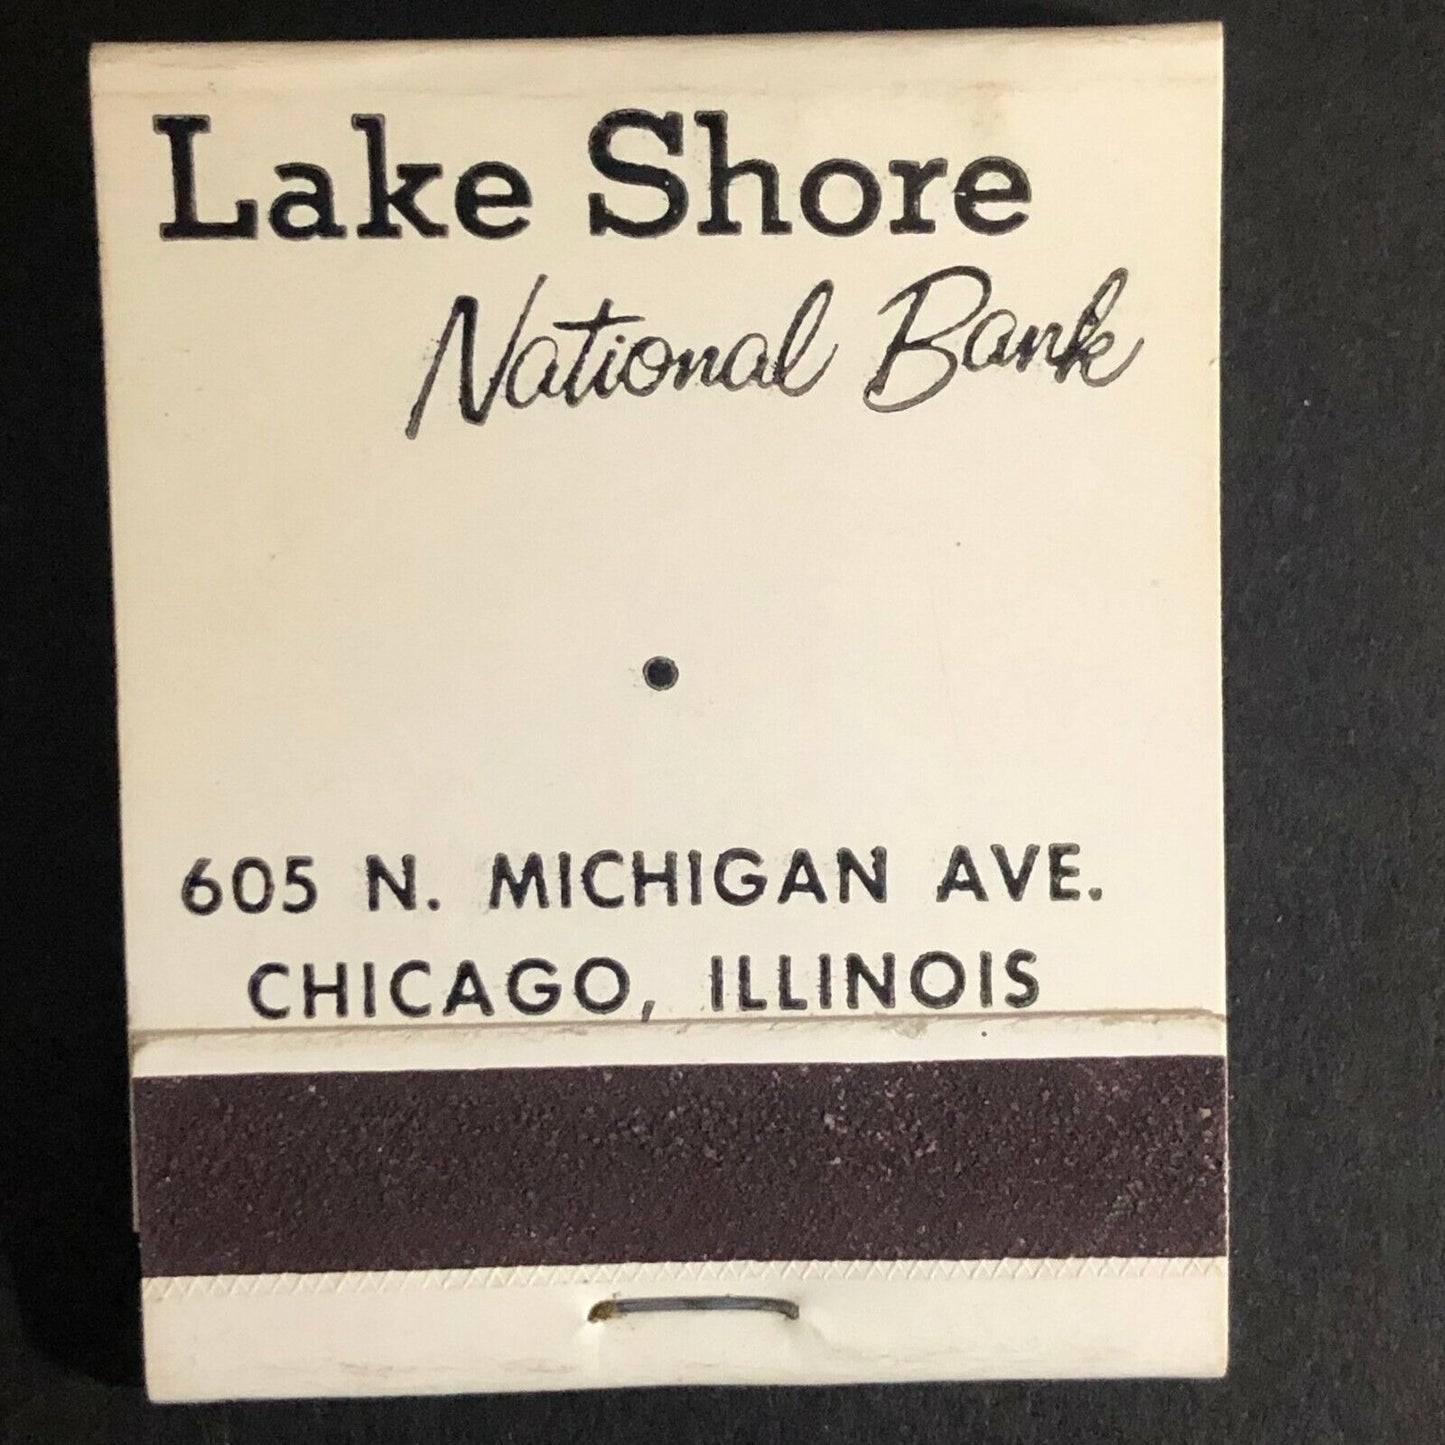 Lake Shore
National Bank
605 N. MICHIGAN AVE.
CHICAGO, ILLINOIS